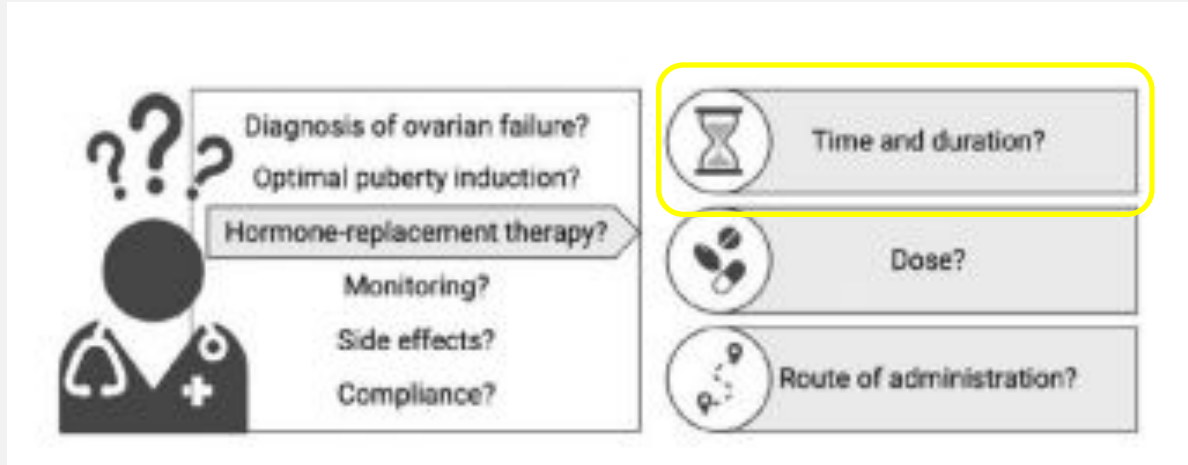 Diagnosis of ovarian failure?
Optimal puberty induction?
Hormone-replacement therapy?
Monitoring?
Side effects?
Compliance?
Time and duration?
Dose?
Route of administration?